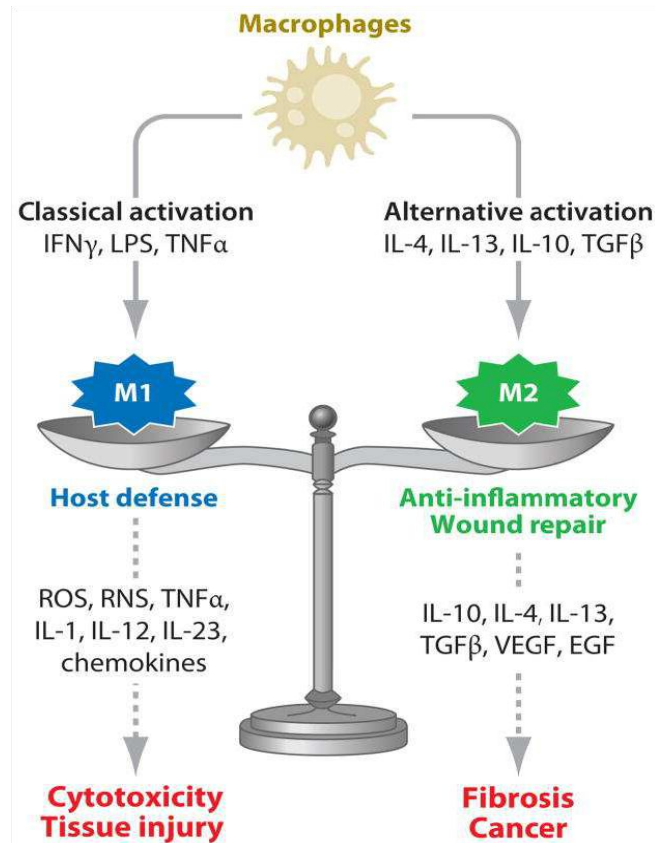 Macrophages
Classical activation
IFNγ, LPS, TNFα
Alternative activation
IL-4, IL-13, IL-10, TGFβ
M1
M2
Host defense
Anti-inflammatory
Wound repair
ROS, RNS, TNFα,
IL-1, IL-12, IL-23,
chemokines
IL-10, IL-4, IL-13,
TGFβ, VEGF, EGF
Cytotoxicity
Tissue injury
Fibrosis
Cancer